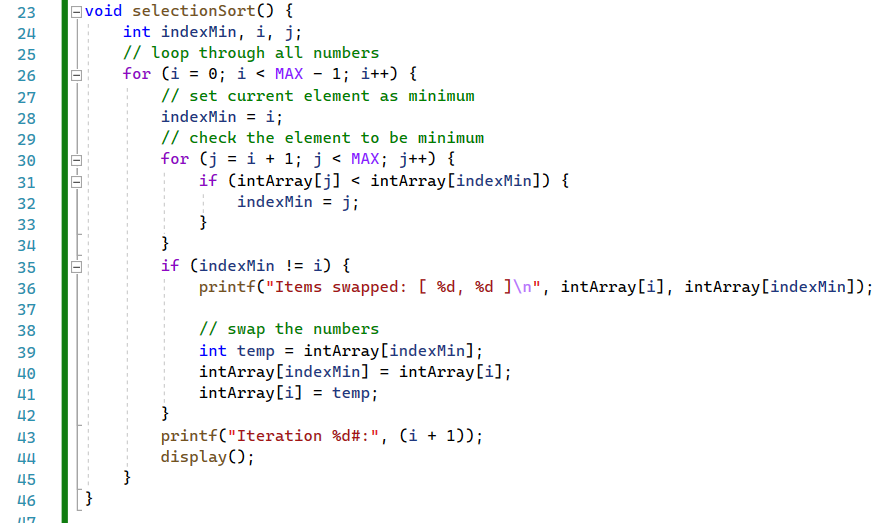 23 void selectionSort() {
24 int indexMin, i, j;
25 // loop through all numbers
26 for (i = 0; i < MAX - 1; i++) {
27 // set current element as minimum
28 indexMin = i;
29 // check the element to be minimum
30 for (j = i + 1; j < MAX; j++) {
31 if (intArray[j] < intArray[indexMin]) {
32 indexMin = j;
33 }
34 }
35 if (indexMin != i) {
36 printf("Items swapped: [ %d, %d ]\n", intArray[i], intArray[indexMin]);
37
38 // swap the numbers
39 int temp = intArray[indexMin];
40 intArray[indexMin] = intArray[i];
41 intArray[i] = temp;
42 }
43 printf("Iteration %d#:", (i + 1));
44 display();
45 }
46 }
47